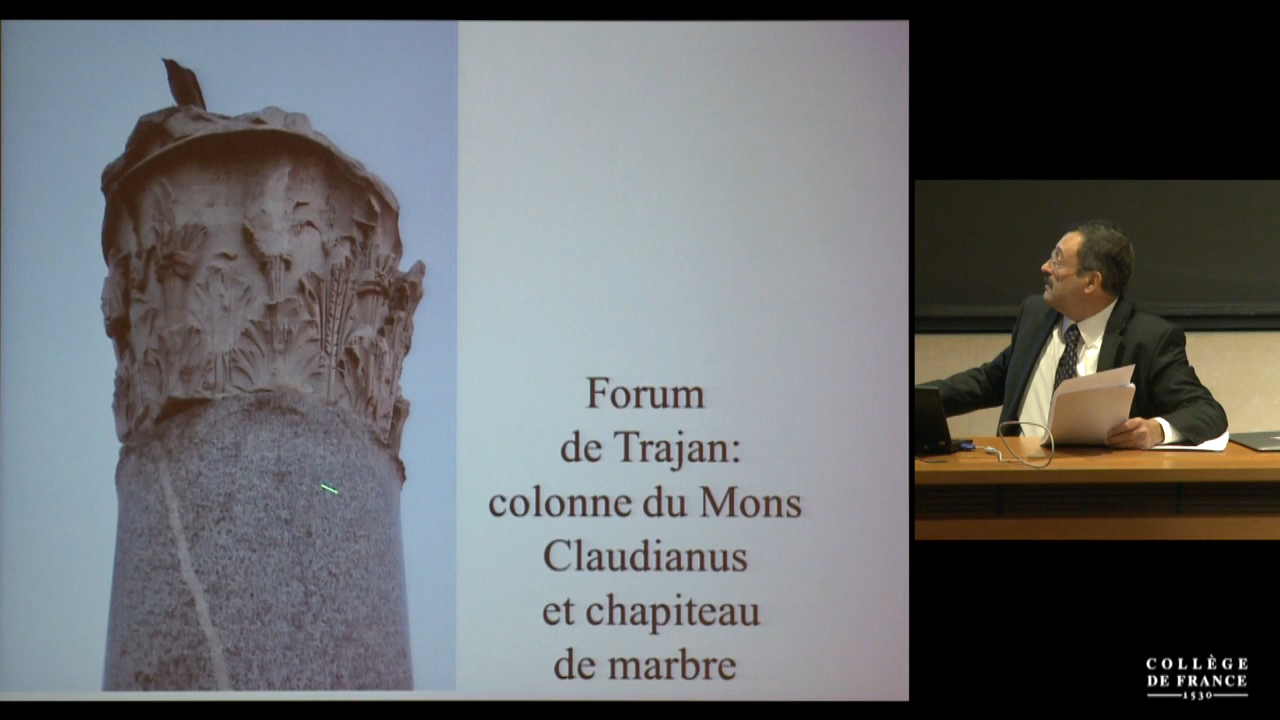 Forum
de Trajan:
colonne du Mons
Claudianus
et chapiteau
de marbre
COLLÈGE
DE FRANCE
1530